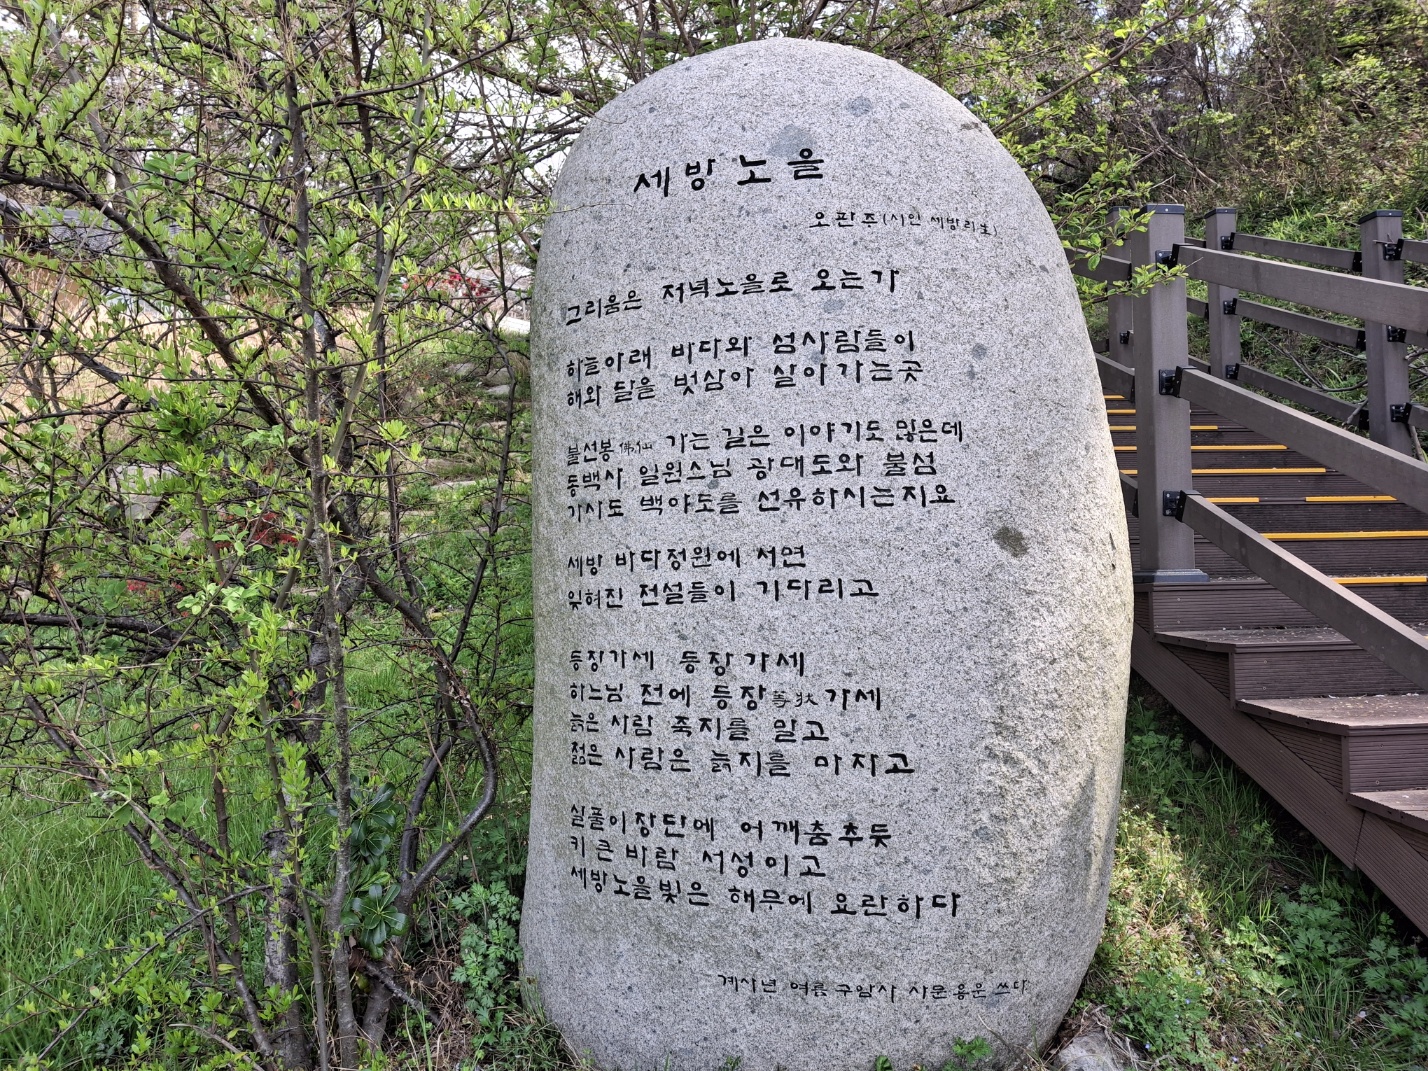 세방노을
오판주(시인 세방리生)
그리움은 저녁노을로 오는가
하늘아래 바다와 섬사람들이
해와 달을 벗삼아 살아가는곳
불선봉佛仙 가는 길은 이야기도 많은데
동백사 일원스님 광대도와 불섬
가사도 백야도를 선유하시는지요
세방 바다정원에 서면
잊혀진 전설들이 기다리고
등장가세 등장가세
하느님 전에 등장等狀가세
늙은 사람 죽지를 말고
젊은 사람은 늙지를 마자고
살풀이장단에 어깨춤추듯
키큰 바람 서성이고
세방노을빛은 해무에 요란하다
계사년 여름 구암사 사문용운 쓰다